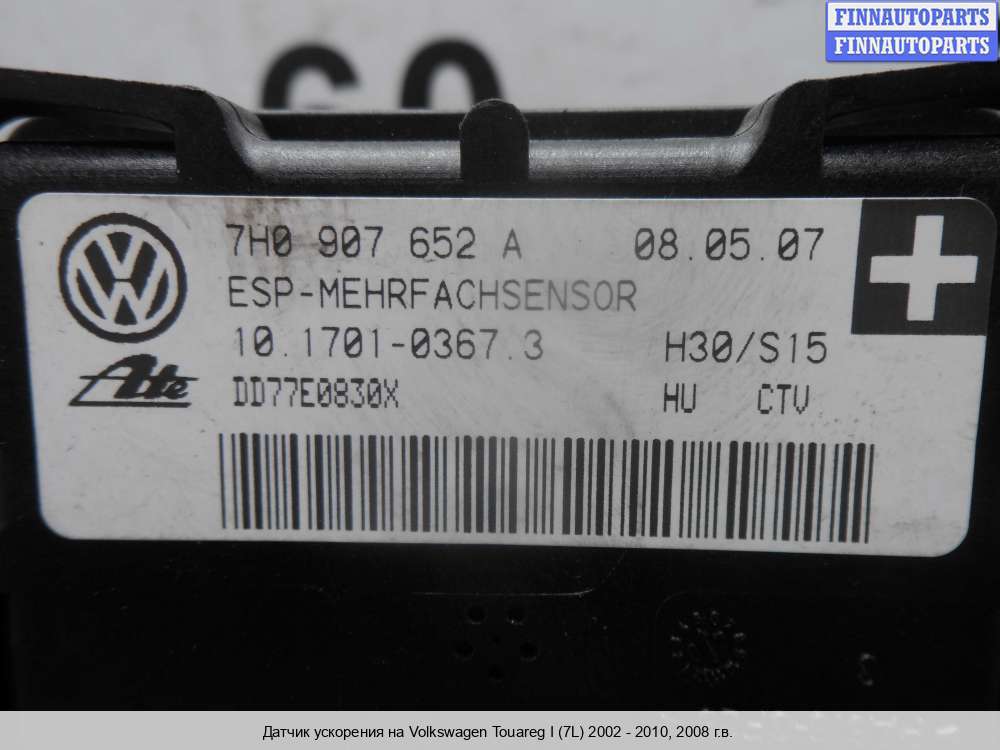 FINNAUTOPARTS
FINNAUTOPARTS
7H0 907 652 A 08.05.07
ESP-MEHRFACHSENSOR
10.1701-0367.3 H30/S15
Ate
DD77E0830X HU CTV
Датчик ускорения на Volkswagen Touareg I (7L) 2002 - 2010, 2008 г.в.